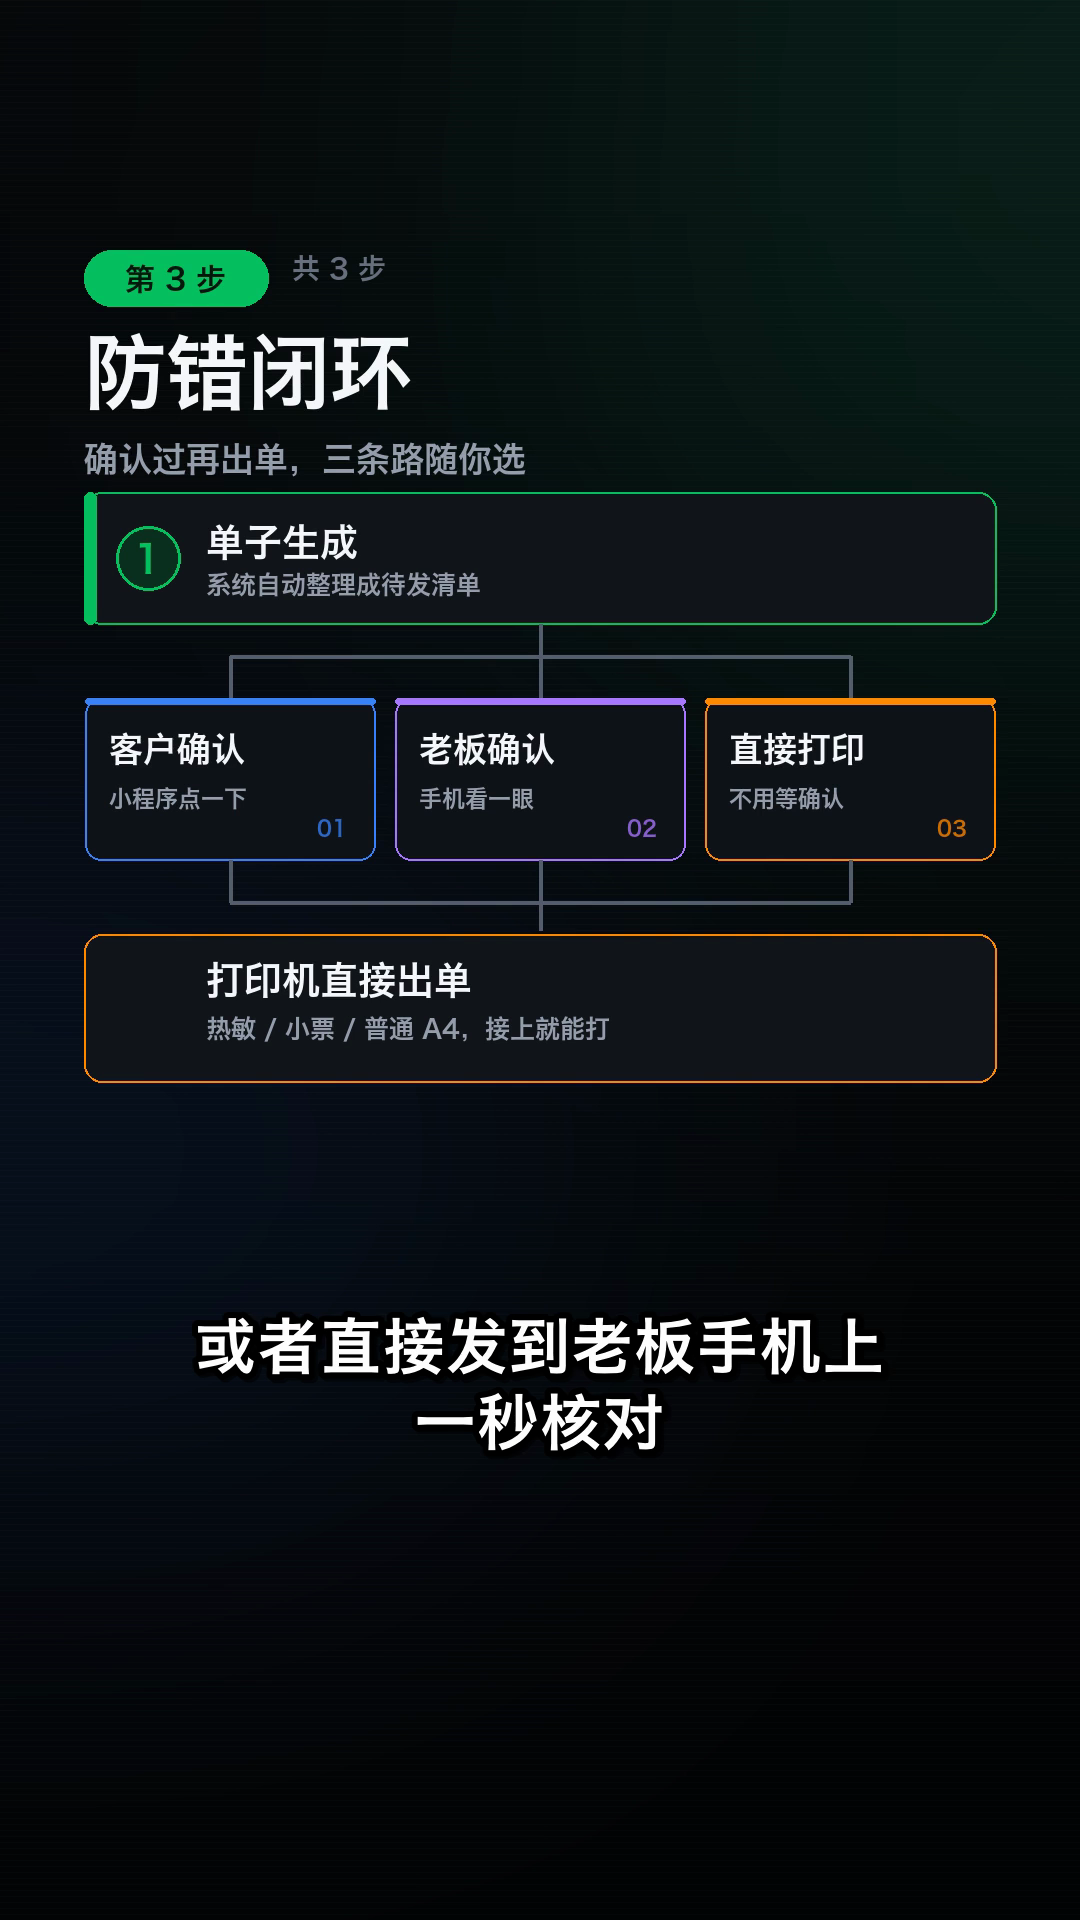 第 3 步
共 3 步
防错闭环
确认过再出单，三条路随你选
1
单子生成
系统自动整理成待发清单
客户确认
小程序点一下
01
老板确认
手机看一眼
02
直接打印
不用等确认
03
打印机直接出单
热敏 / 小票 / 普通 A4，接上就能打
或者直接发到老板手机上
一秒核对